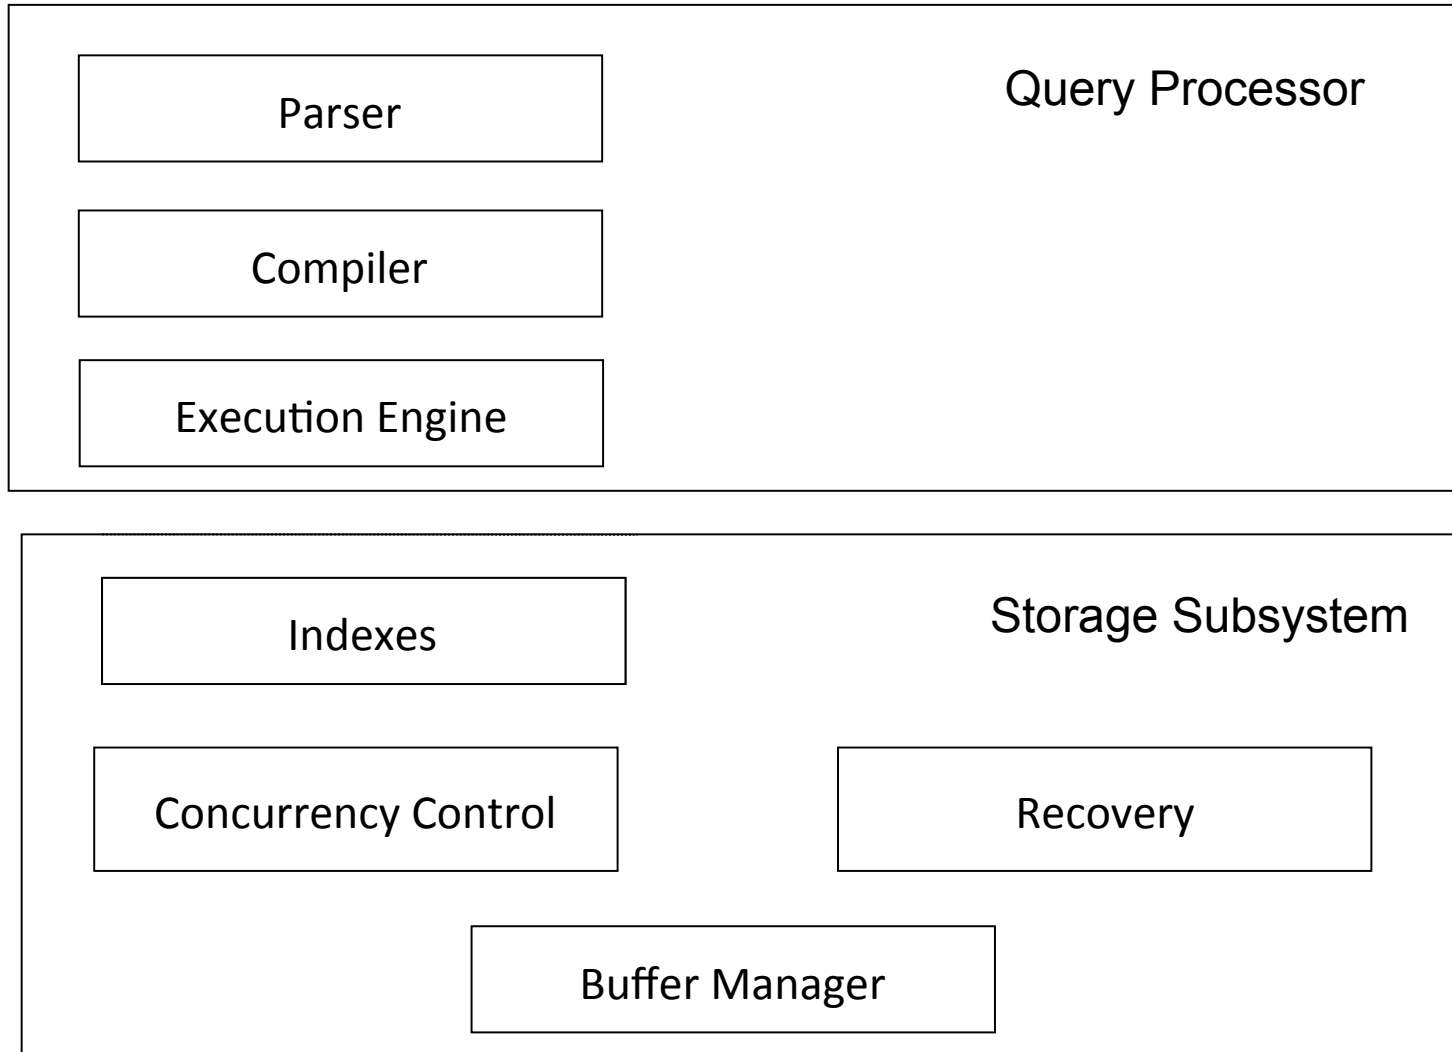 Query Processor
Parser
Compiler
Execution Engine
Storage Subsystem
Indexes
Concurrency Control
Recovery
Buffer Manager